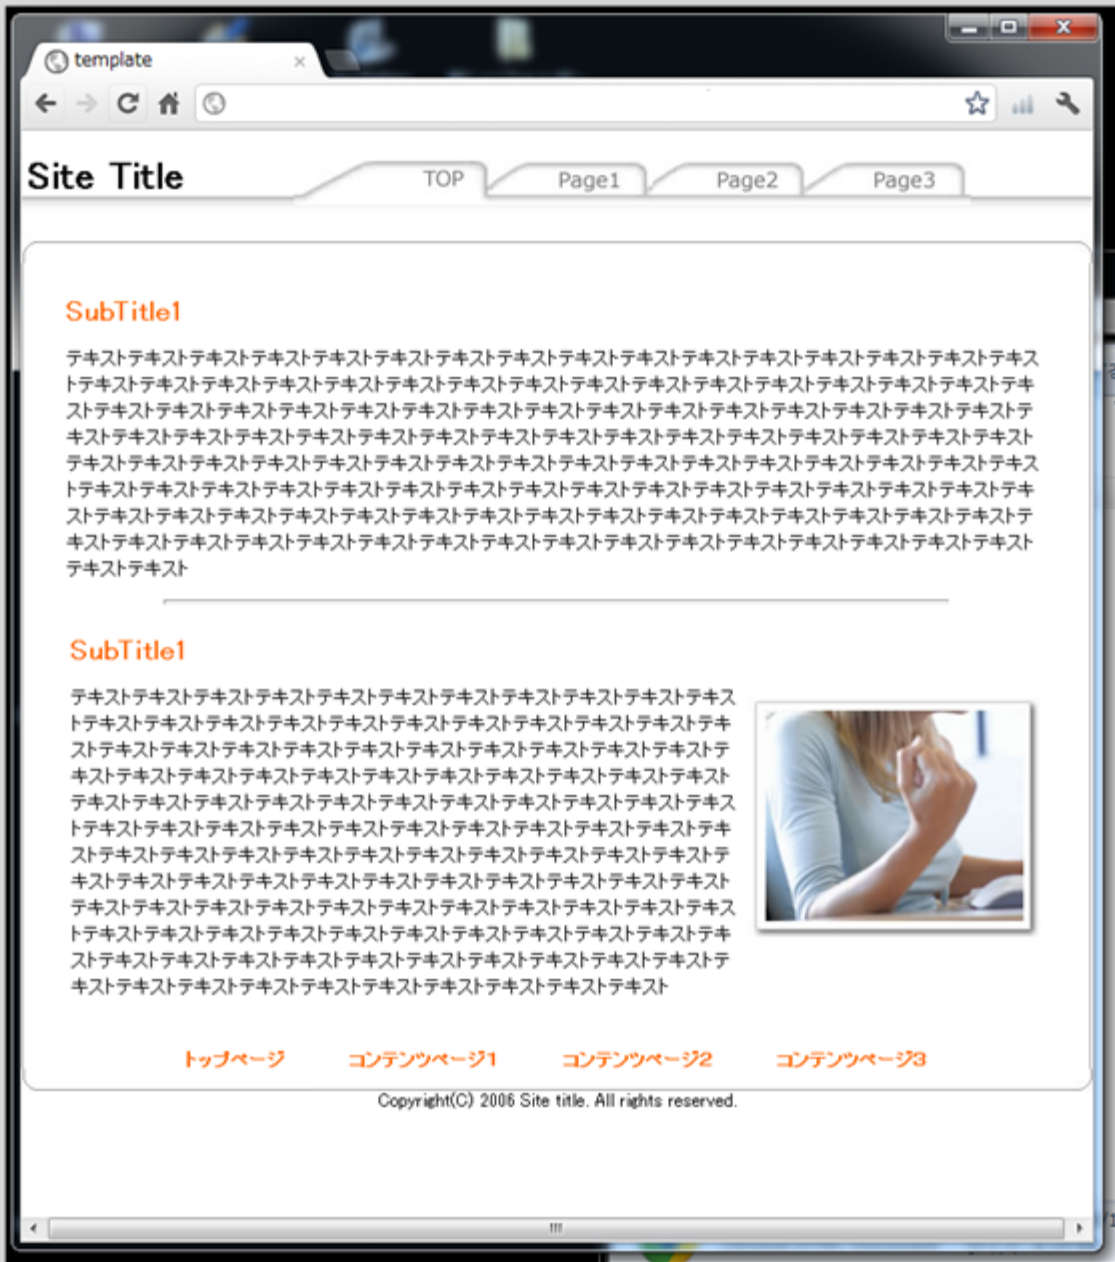 template
Site Title
TOP Page1 Page2 Page3
SubTitle1
テキストテキストテキストテキストテキストテキストテキストテキストテキストテキストテキストテキストテキストテキストテキストテキス
トテキストテキストテキストテキストテキストテキストテキストテキストテキストテキストテキストテキストテキストテキストテキストテキ
ストテキストテキストテキストテキストテキストテキストテキストテキストテキストテキストテキストテキストテキストテキストテキストテ
キストテキストテキストテキストテキストテキストテキストテキストテキストテキストテキストテキストテキストテキストテキストテキスト
テキストテキストテキストテキストテキストテキストテキストテキストテキストテキストテキストテキストテキストテキストテキストテキス
トテキストテキストテキストテキストテキストテキストテキストテキストテキストテキストテキストテキストテキストテキストテキストテキ
ストテキストテキストテキストテキストテキストテキストテキストテキストテキストテキストテキストテキストテキストテキストテキストテ
キストテキストテキストテキストテキストテキストテキストテキストテキストテキストテキストテキストテキストテキストテキストテキスト
テキストテキスト
SubTitle1
テキストテキストテキストテキストテキストテキストテキストテキストテキストテキストテキス
トテキストテキストテキストテキストテキストテキストテキストテキストテキストテキストテキ
ストテキストテキストテキストテキストテキストテキストテキストテキストテキストテキストテ
キストテキストテキストテキストテキストテキストテキストテキストテキストテキストテキスト
テキストテキストテキストテキストテキストテキストテキストテキストテキストテキストテキス
トテキストテキストテキストテキストテキストテキストテキストテキストテキストテキストテキ
ストテキストテキストテキストテキストテキストテキストテキストテキストテキストテキストテ
キストテキストテキストテキストテキストテキストテキストテキストテキストテキストテキスト
テキストテキストテキストテキストテキストテキストテキストテキストテキストテキストテキス
トテキストテキストテキストテキストテキストテキストテキストテキストテキストテキストテキ
ストテキストテキストテキストテキストテキストテキストテキストテキストテキストテキストテ
キストテキストテキストテキストテキストテキストテキストテキストテキストテキスト
トップページ コンテンツページ1 コンテンツページ2 コンテンツページ3
Copyright(C) 2006 Site title. All rights reserved.